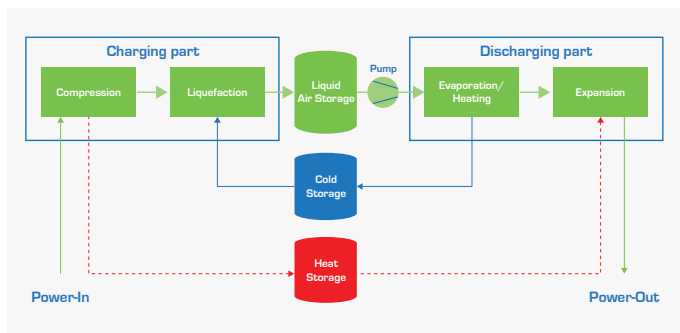 Charging part
Discharging part
Compression
Liquefaction
Liquid
Air Storage
Pump
Evaporation/
Heating
Expansion
Cold
Storage
Heat
Storage
Power-In
Power-Out